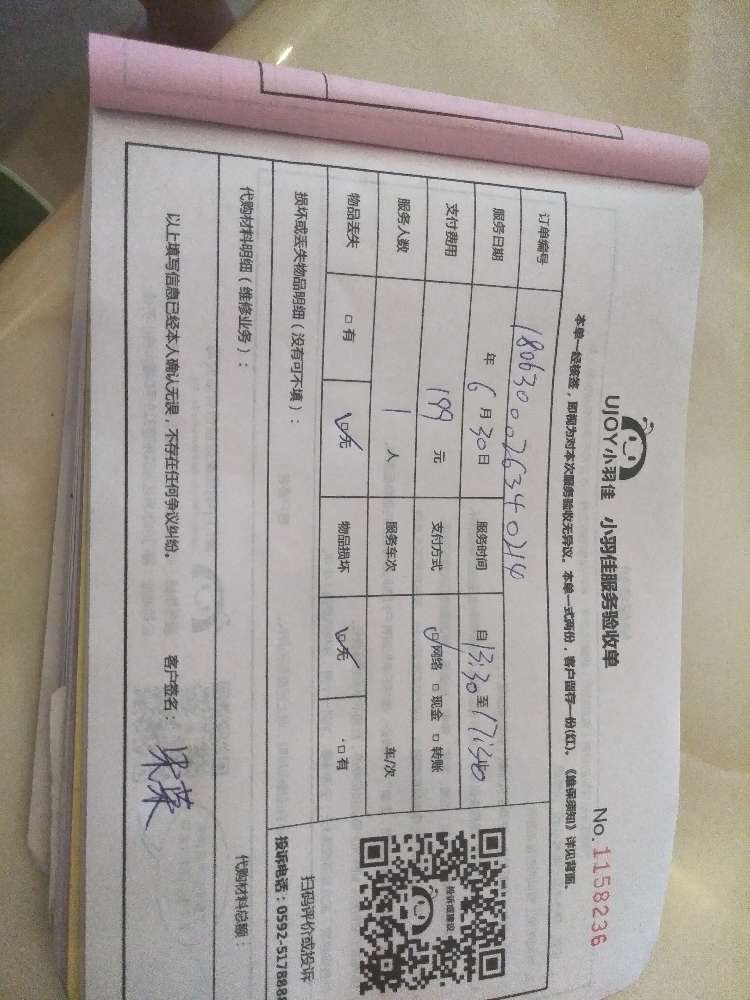 UJOY小羽佳 小羽佳服务验收单
No. 1158236
本单一经核签，即视为对本次服务验收无异议。本单一式两份，客户留存一份(红)。《维保须知》详见背面。
订单编号 1806300026340214
服务日期 年 6 月 30 日 服务时间 自 13:30 至 17:30
支付费用 199 元 支付方式 ☑网络 □现金 □转账
服务人数 1 人 服务车次 车/次
物品丢失 □有 ☑无 物品损坏 ☑无 □有
损坏或丢失物品明细（没有可不填）：
投诉或建议
扫码评价或投诉
投诉电话：0592-5178888
代购材料明细（维修业务）： 代购材料总额：
以上填写信息已经本人确认无误，不存在任何争议纠纷。 客户签名：